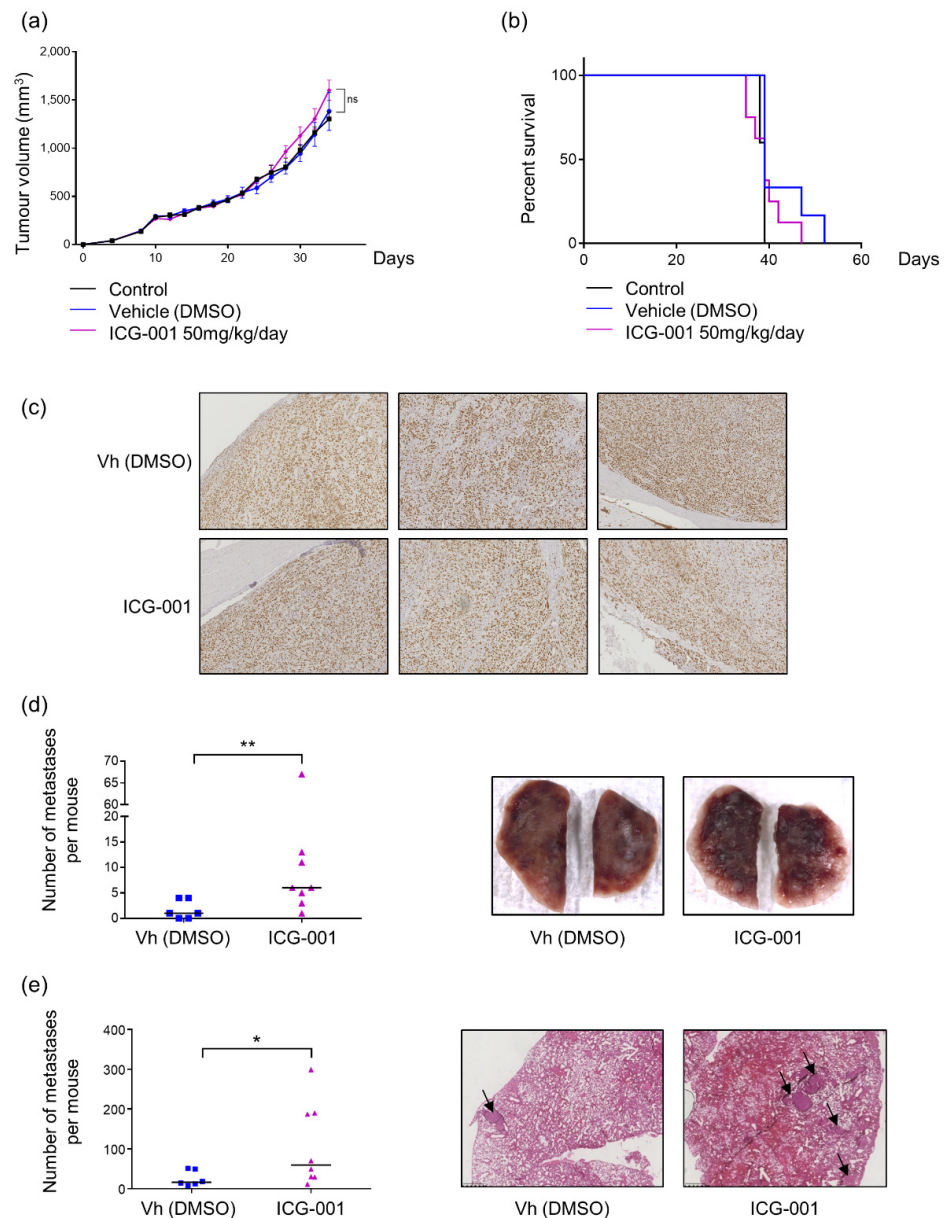 (a)
Tumour volume (mm³)
2,000
1,500
1,000
500
0
0 10 20 30
Days
ns
Control
Vehicle (DMSO)
ICG-001 50mg/kg/day
(b)
Percent survival
100
50
0
0 20 40 60
Days
Control
Vehicle (DMSO)
ICG-001 50mg/kg/day
(c)
Vh (DMSO)
ICG-001
(d)
Number of metastases
per mouse
70
65
60
20
15
10
5
0
**
Vh (DMSO) ICG-001
Vh (DMSO) ICG-001
(e)
Number of metastases
per mouse
400
300
200
100
0
*
Vh (DMSO) ICG-001
Vh (DMSO) ICG-001